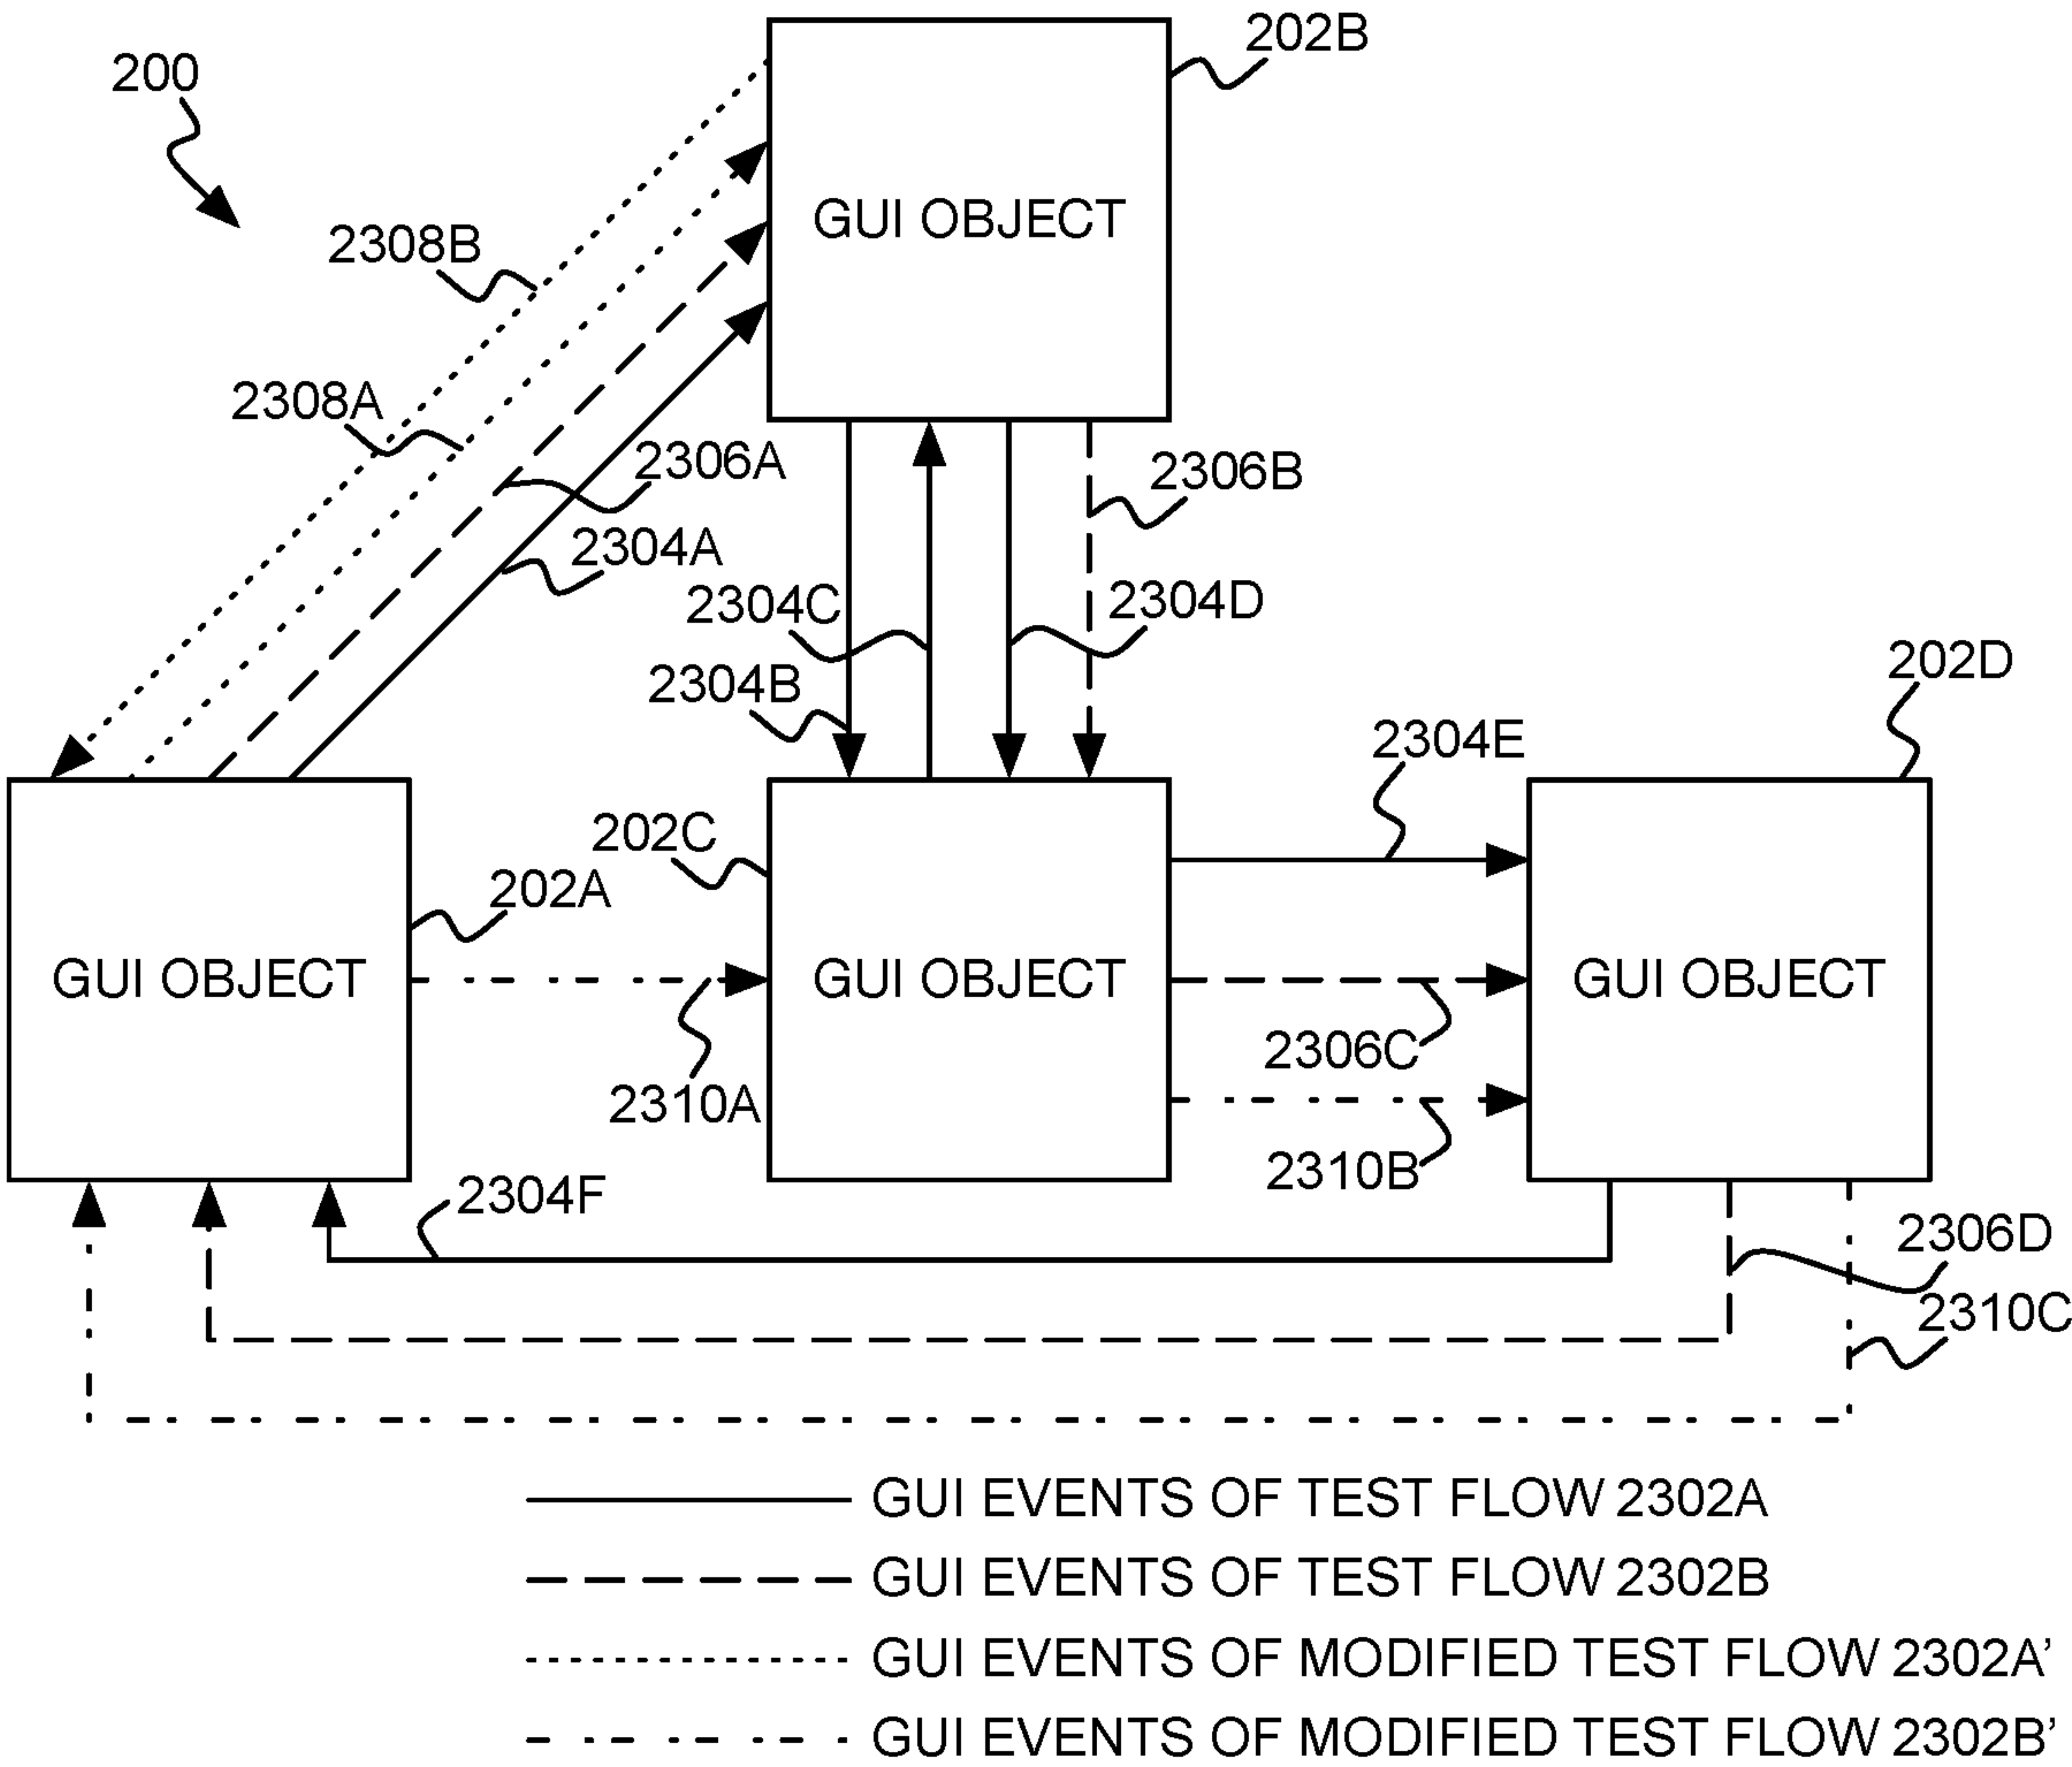 202B
200
GUI OBJECT
2308B
2308A
2306A
2306B
2304A
2304C
2304D
2304B
202D
2304E
202C
202A
GUI OBJECT
GUI OBJECT
GUI OBJECT
2306C
2310A
2310B
2304F
2306D
2310C
GUI EVENTS OF TEST FLOW 2302A
GUI EVENTS OF TEST FLOW 2302B
GUI EVENTS OF MODIFIED TEST FLOW 2302A’
GUI EVENTS OF MODIFIED TEST FLOW 2302B’